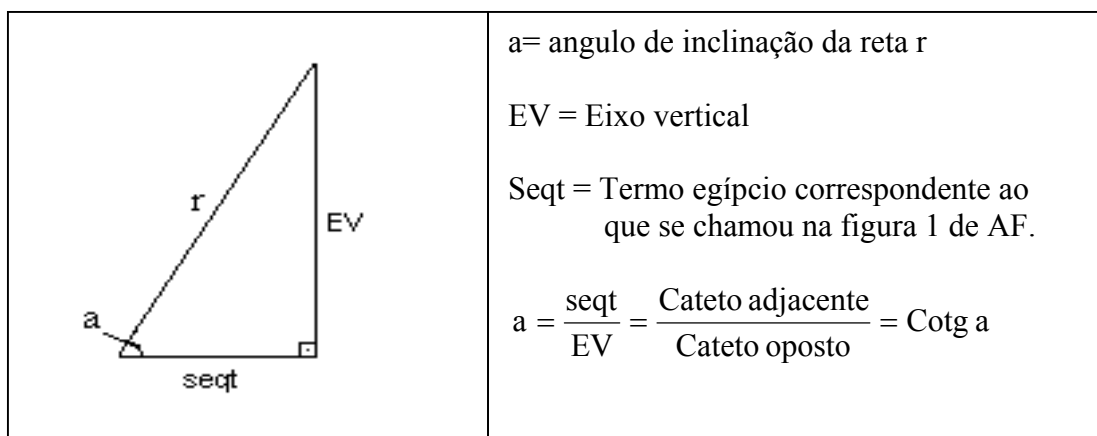 r
EV
a
seqt
a= angulo de inclinação da reta r
EV = Eixo vertical
Seqt = Termo egípcio correspondente ao
que se chamou na figura 1 de AF.
a = seqt/EV = Cateto adjacente/Cateto oposto = Cotg a